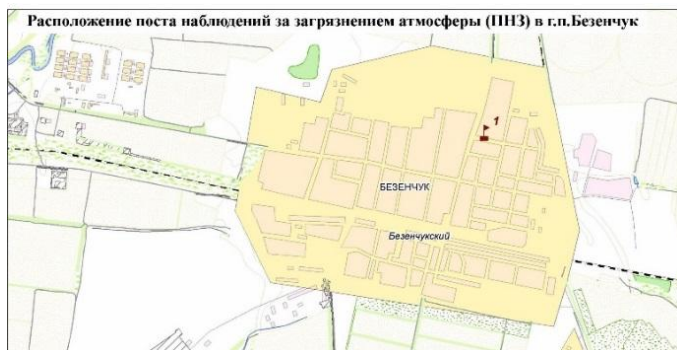 Расположение поста наблюдений за загрязнением атмосферы (ПНЗ) в г.п.Безенчук
1
БЕЗЕНЧУК
Безенчукский